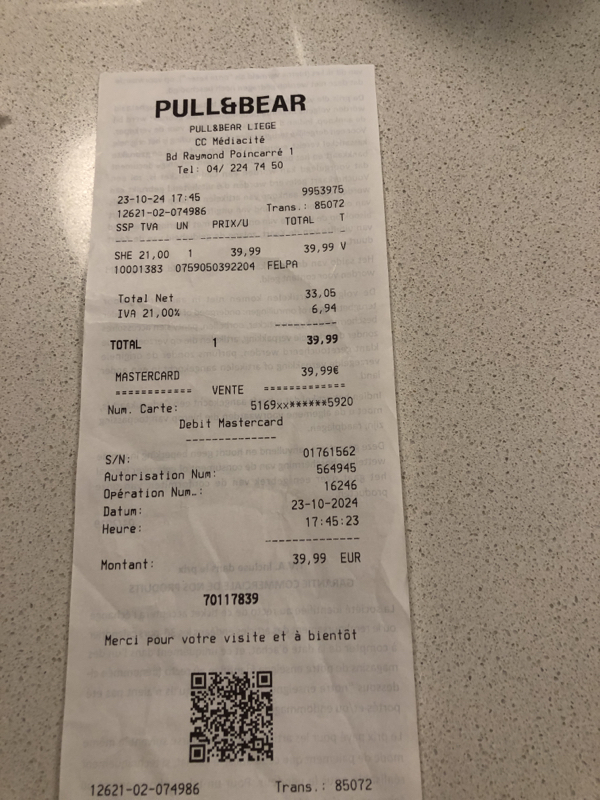 PULL&BEAR
PULL&BEAR LIEGE
CC Médiacité
Bd Raymond Poincarré 1
Tel: 04/ 224 74 50
23-10-24 17:45 9953975
12621-02-074986 Trans.: 85072
SSP TVA UN PRIX/U TOTAL T
SHE 21,00 1 39,99 39,99 V
10001383 0759050392204 FELPA
Total Net 33,05
IVA 21,00% 6,94
TOTAL 1 39,99
MASTERCARD 39,99€
============ VENTE =============
Num. Carte: 5169xx******5920
Debit Mastercard
S/N: 01761562
Autorisation Num: 564945
Opération Num.: 16246
Datum: 23-10-2024
Heure: 17:45:23
Montant: 39,99 EUR
70117839
Merci pour votre visite et à bientôt
12621-02-074986 Trans.: 85072